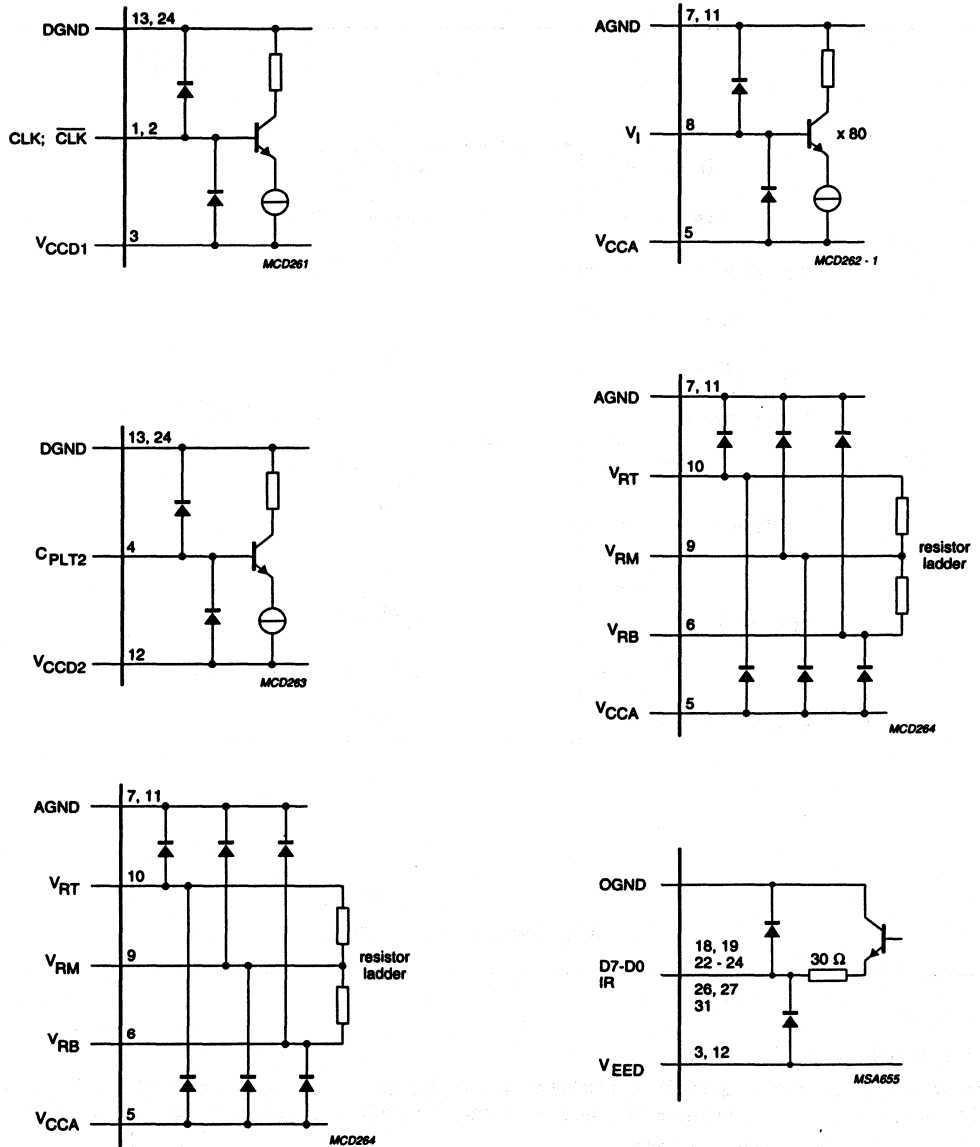 13, 24
DGND
1, 2
CLK; C̅L̅K̅
3
VCCD1
MCD261
7, 11
AGND
8
VI
x 80
5
VCCA
MCD262 - 1
13, 24
DGND
4
CPLT2
12
VCCD2
MCD263
7, 11
AGND
10
VRT
9
VRM
resistor
ladder
6
VRB
5
VCCA
MCD264
7, 11
AGND
10
VRT
9
VRM
resistor
ladder
6
VRB
5
VCCA
MCD264
OGND
18, 19
22 - 24
D7-D0
IR
26, 27
31
30 Ω
3, 12
VEED
MSA655